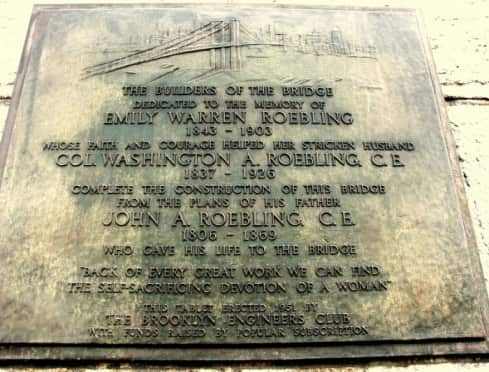 THE BUILDERS OF THE BRIDGE
DEDICATED TO THE MEMORY OF
EMILY WARREN ROEBLING
1843 - 1903
WHOSE FAITH AND COURAGE HELPED HER STRICKEN HUSBAND
COL. WASHINGTON A. ROEBLING, C.E.
1837 - 1926
COMPLETE THE CONSTRUCTION OF THIS BRIDGE
FROM THE PLANS OF HIS FATHER
JOHN A. ROEBLING, C.E.
1806 - 1869
WHO GAVE HIS LIFE TO THE BRIDGE
"BACK OF EVERY GREAT WORK WE CAN FIND
THE SELF-SACRIFICING DEVOTION OF A WOMAN"
THIS TABLET ERECTED 1951 BY
THE BROOKLYN ENGINEERS CLUB
WITH FUNDS RAISED BY POPULAR SUBSCRIPTION